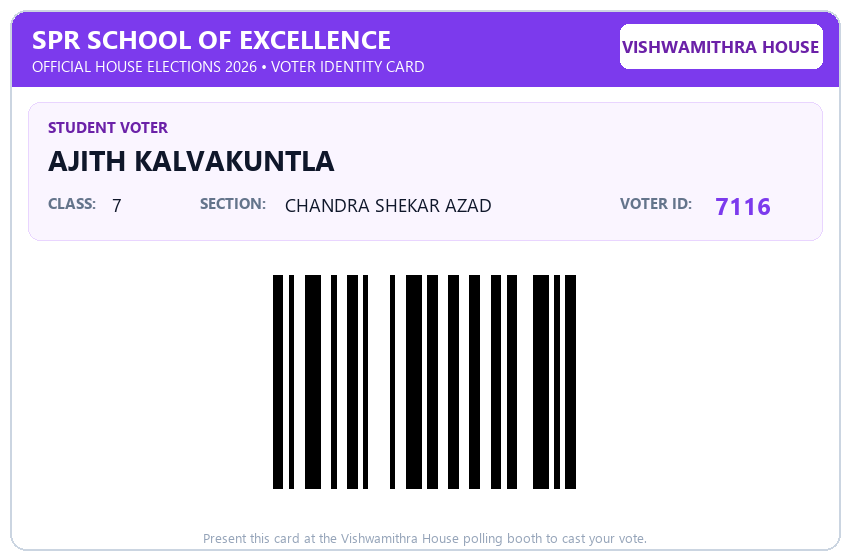 SPR SCHOOL OF EXCELLENCE
OFFICIAL HOUSE ELECTIONS 2026 • VOTER IDENTITY CARD
VISHWAMITHRA HOUSE
STUDENT VOTER
AJITH KALVAKUNTLA
CLASS: 7 SECTION: CHANDRA SHEKAR AZAD VOTER ID: 7116
Present this card at the Vishwamithra House polling booth to cast your vote.